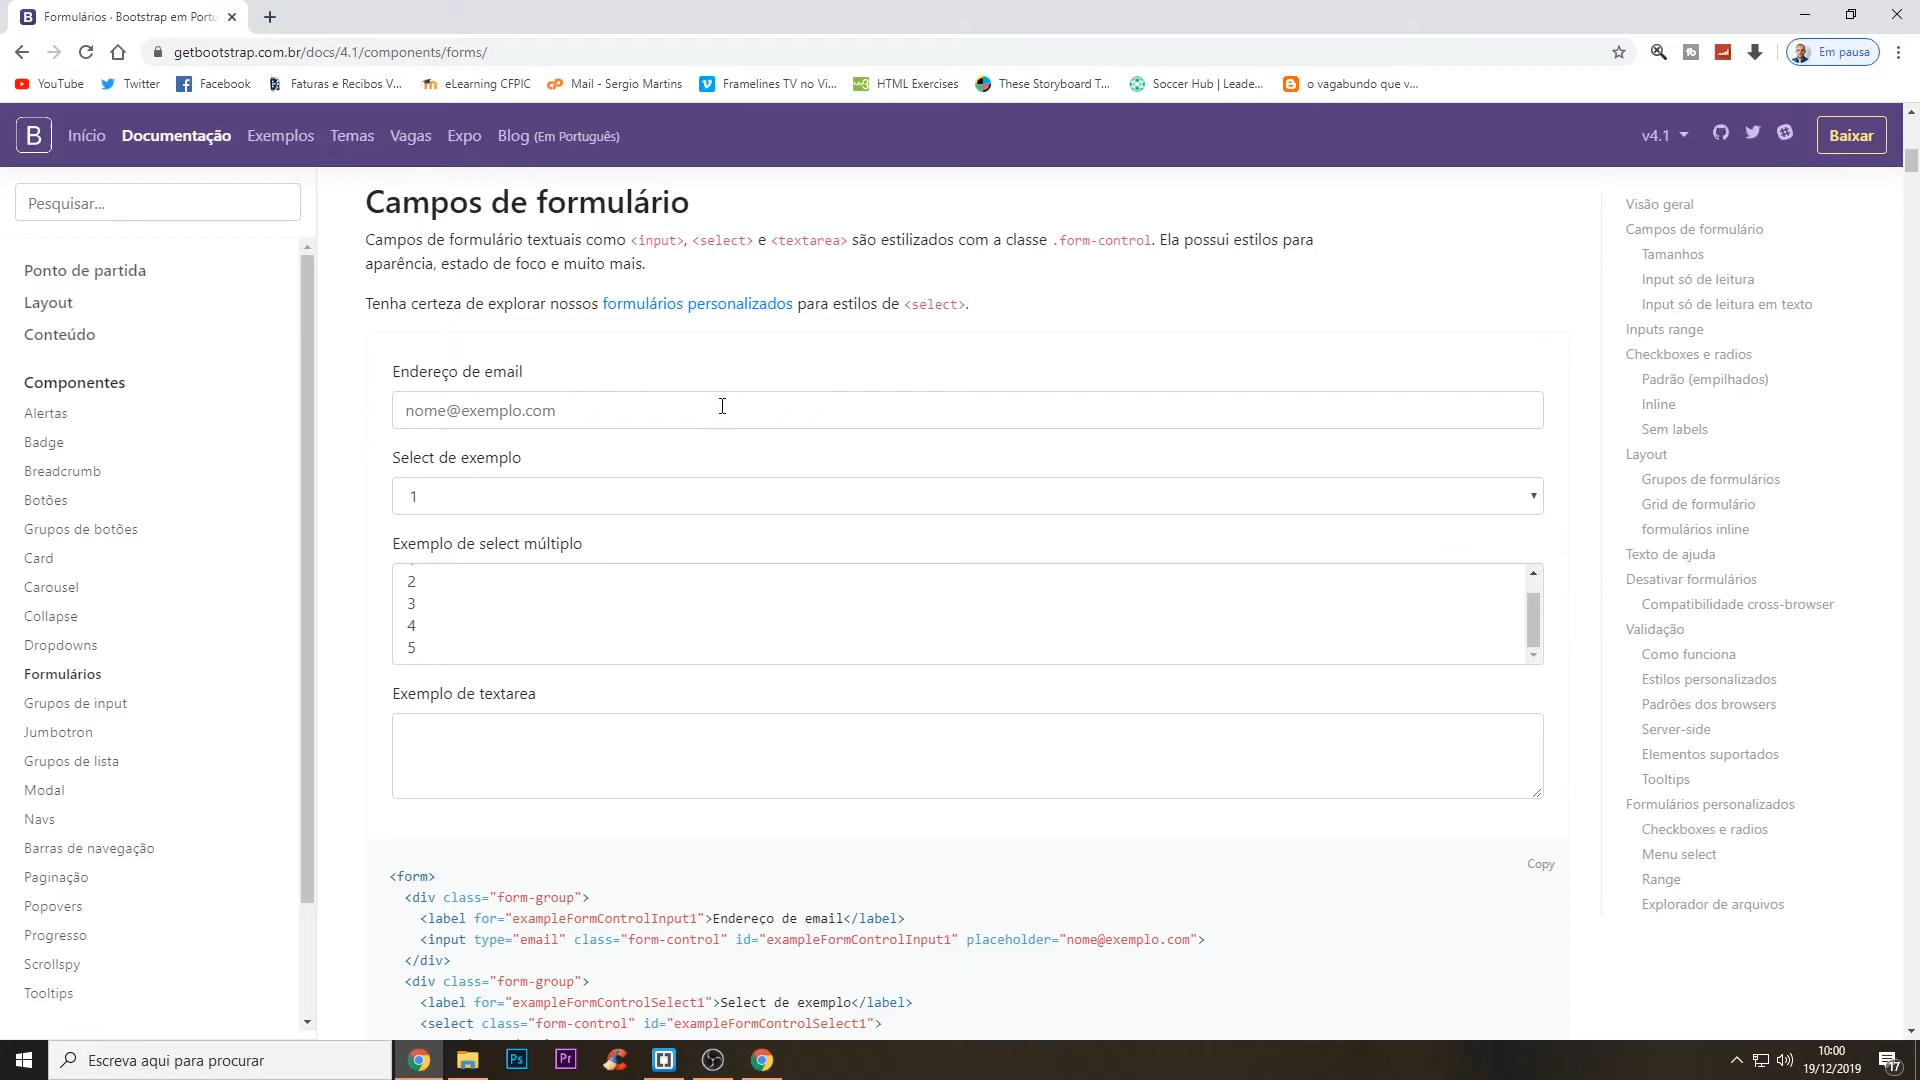 Formulários · Bootstrap em Portu
getbootstrap.com.br/docs/4.1/components/forms/
Em pausa
YouTube
Twitter
Facebook
Faturas e Recibos V...
eLearning CFPIC
Mail - Sergio Martins
Framelines TV no Vi...
HTML Exercises
These Storyboard T...
Soccer Hub | Leade...
o vagabundo que v...
B
Início
Documentação
Exemplos
Temas
Vagas
Expo
Blog (Em Português)
v4.1
Baixar
Pesquisar...
Ponto de partida
Layout
Conteúdo
Componentes
Alertas
Badge
Breadcrumb
Botões
Grupos de botões
Card
Carousel
Collapse
Dropdowns
Formulários
Grupos de input
Jumbotron
Grupos de lista
Modal
Navs
Barras de navegação
Paginação
Popovers
Progresso
Scrollspy
Tooltips
Campos de formulário
Campos de formulário textuais como <input>, <select> e <textarea> são estilizados com a classe .form-control. Ela possui estilos para
aparência, estado de foco e muito mais.
Tenha certeza de explorar nossos formulários personalizados para estilos de <select>.
Endereço de email
nome@exemplo.com
Select de exemplo
1
Exemplo de select múltiplo
2
3
4
5
Exemplo de textarea
Copy
<form>
<div class="form-group">
<label for="exampleFormControlInput1">Endereço de email</label>
<input type="email" class="form-control" id="exampleFormControlInput1" placeholder="nome@exemplo.com">
</div>
<div class="form-group">
<label for="exampleFormControlSelect1">Select de exemplo</label>
<select class="form-control" id="exampleFormControlSelect1">
Visão geral
Campos de formulário
Tamanhos
Input só de leitura
Input só de leitura em texto
Inputs range
Checkboxes e radios
Padrão (empilhados)
Inline
Sem labels
Layout
Grupos de formulários
Grid de formulário
formulários inline
Texto de ajuda
Desativar formulários
Compatibilidade cross-browser
Validação
Como funciona
Estilos personalizados
Padrões dos browsers
Server-side
Elementos suportados
Tooltips
Formulários personalizados
Checkboxes e radios
Menu select
Range
Explorador de arquivos
Escreva aqui para procurar
Ps
Pr
10:00
19/12/2019
17